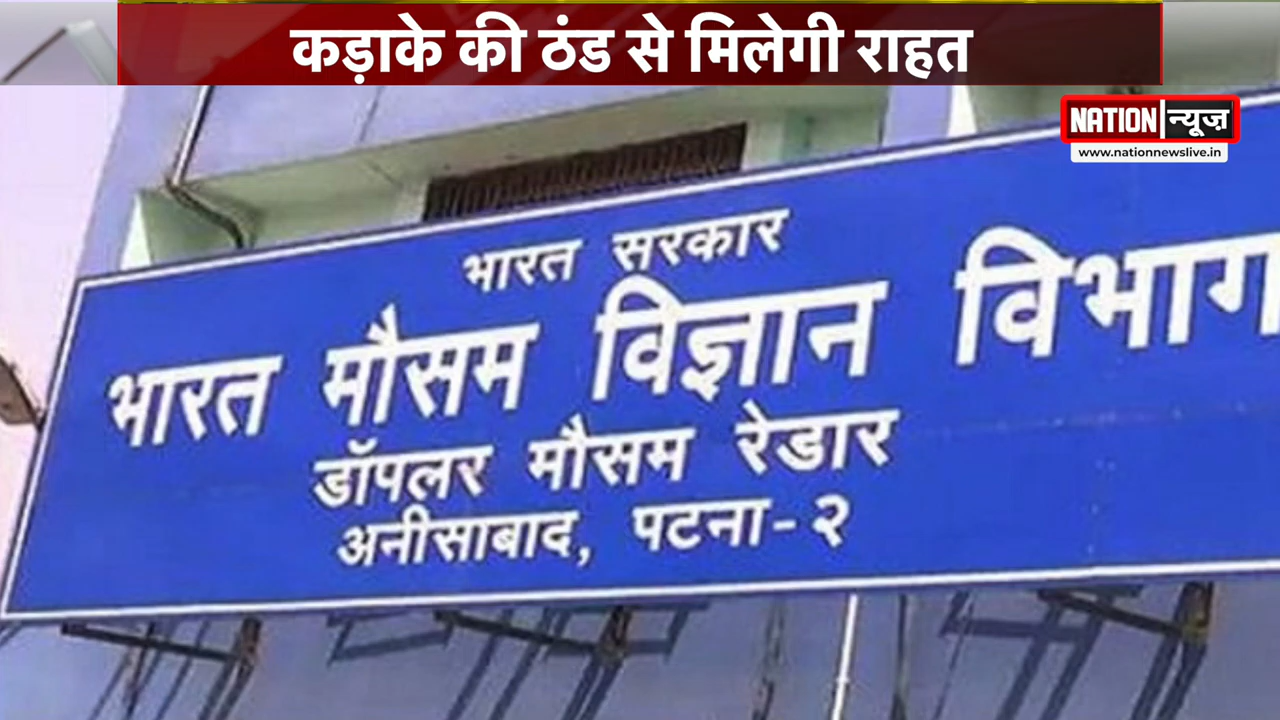 कड़ाके की ठंड से मिलेगी राहत
NATION न्यूज़
www.nationnewslive.in
भारत सरकार
भारत मौसम विज्ञान विभाग
डॉपलर मौसम रेडार
अनीसाबाद, पटना-२